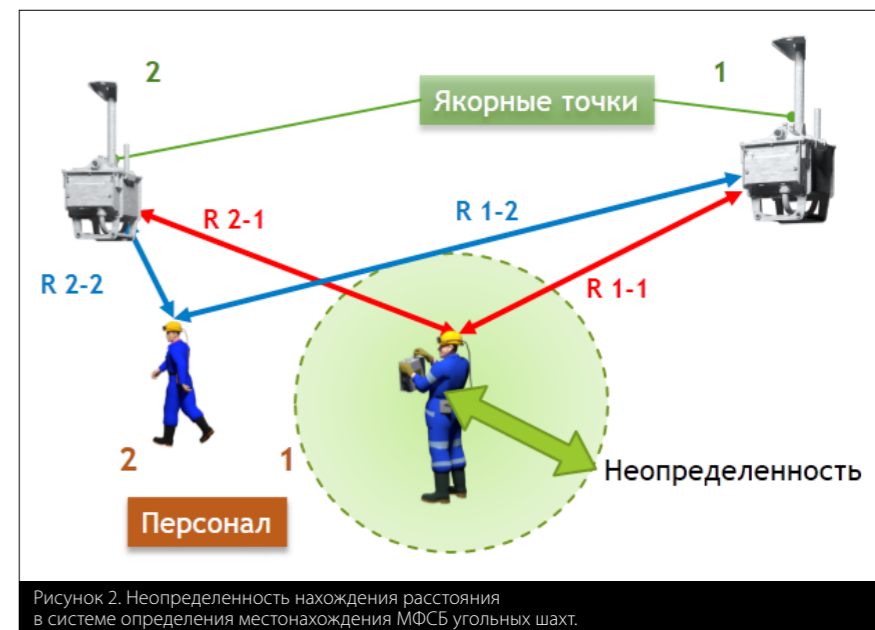 2
1
Якорные точки
R 2-1
R 1-2
R 2-2
R 1-1
2
1
Неопределенность
Персонал
Рисунок 2. Неопределенность нахождения расстояния
в системе определения местонахождения МФСБ угольных шахт.